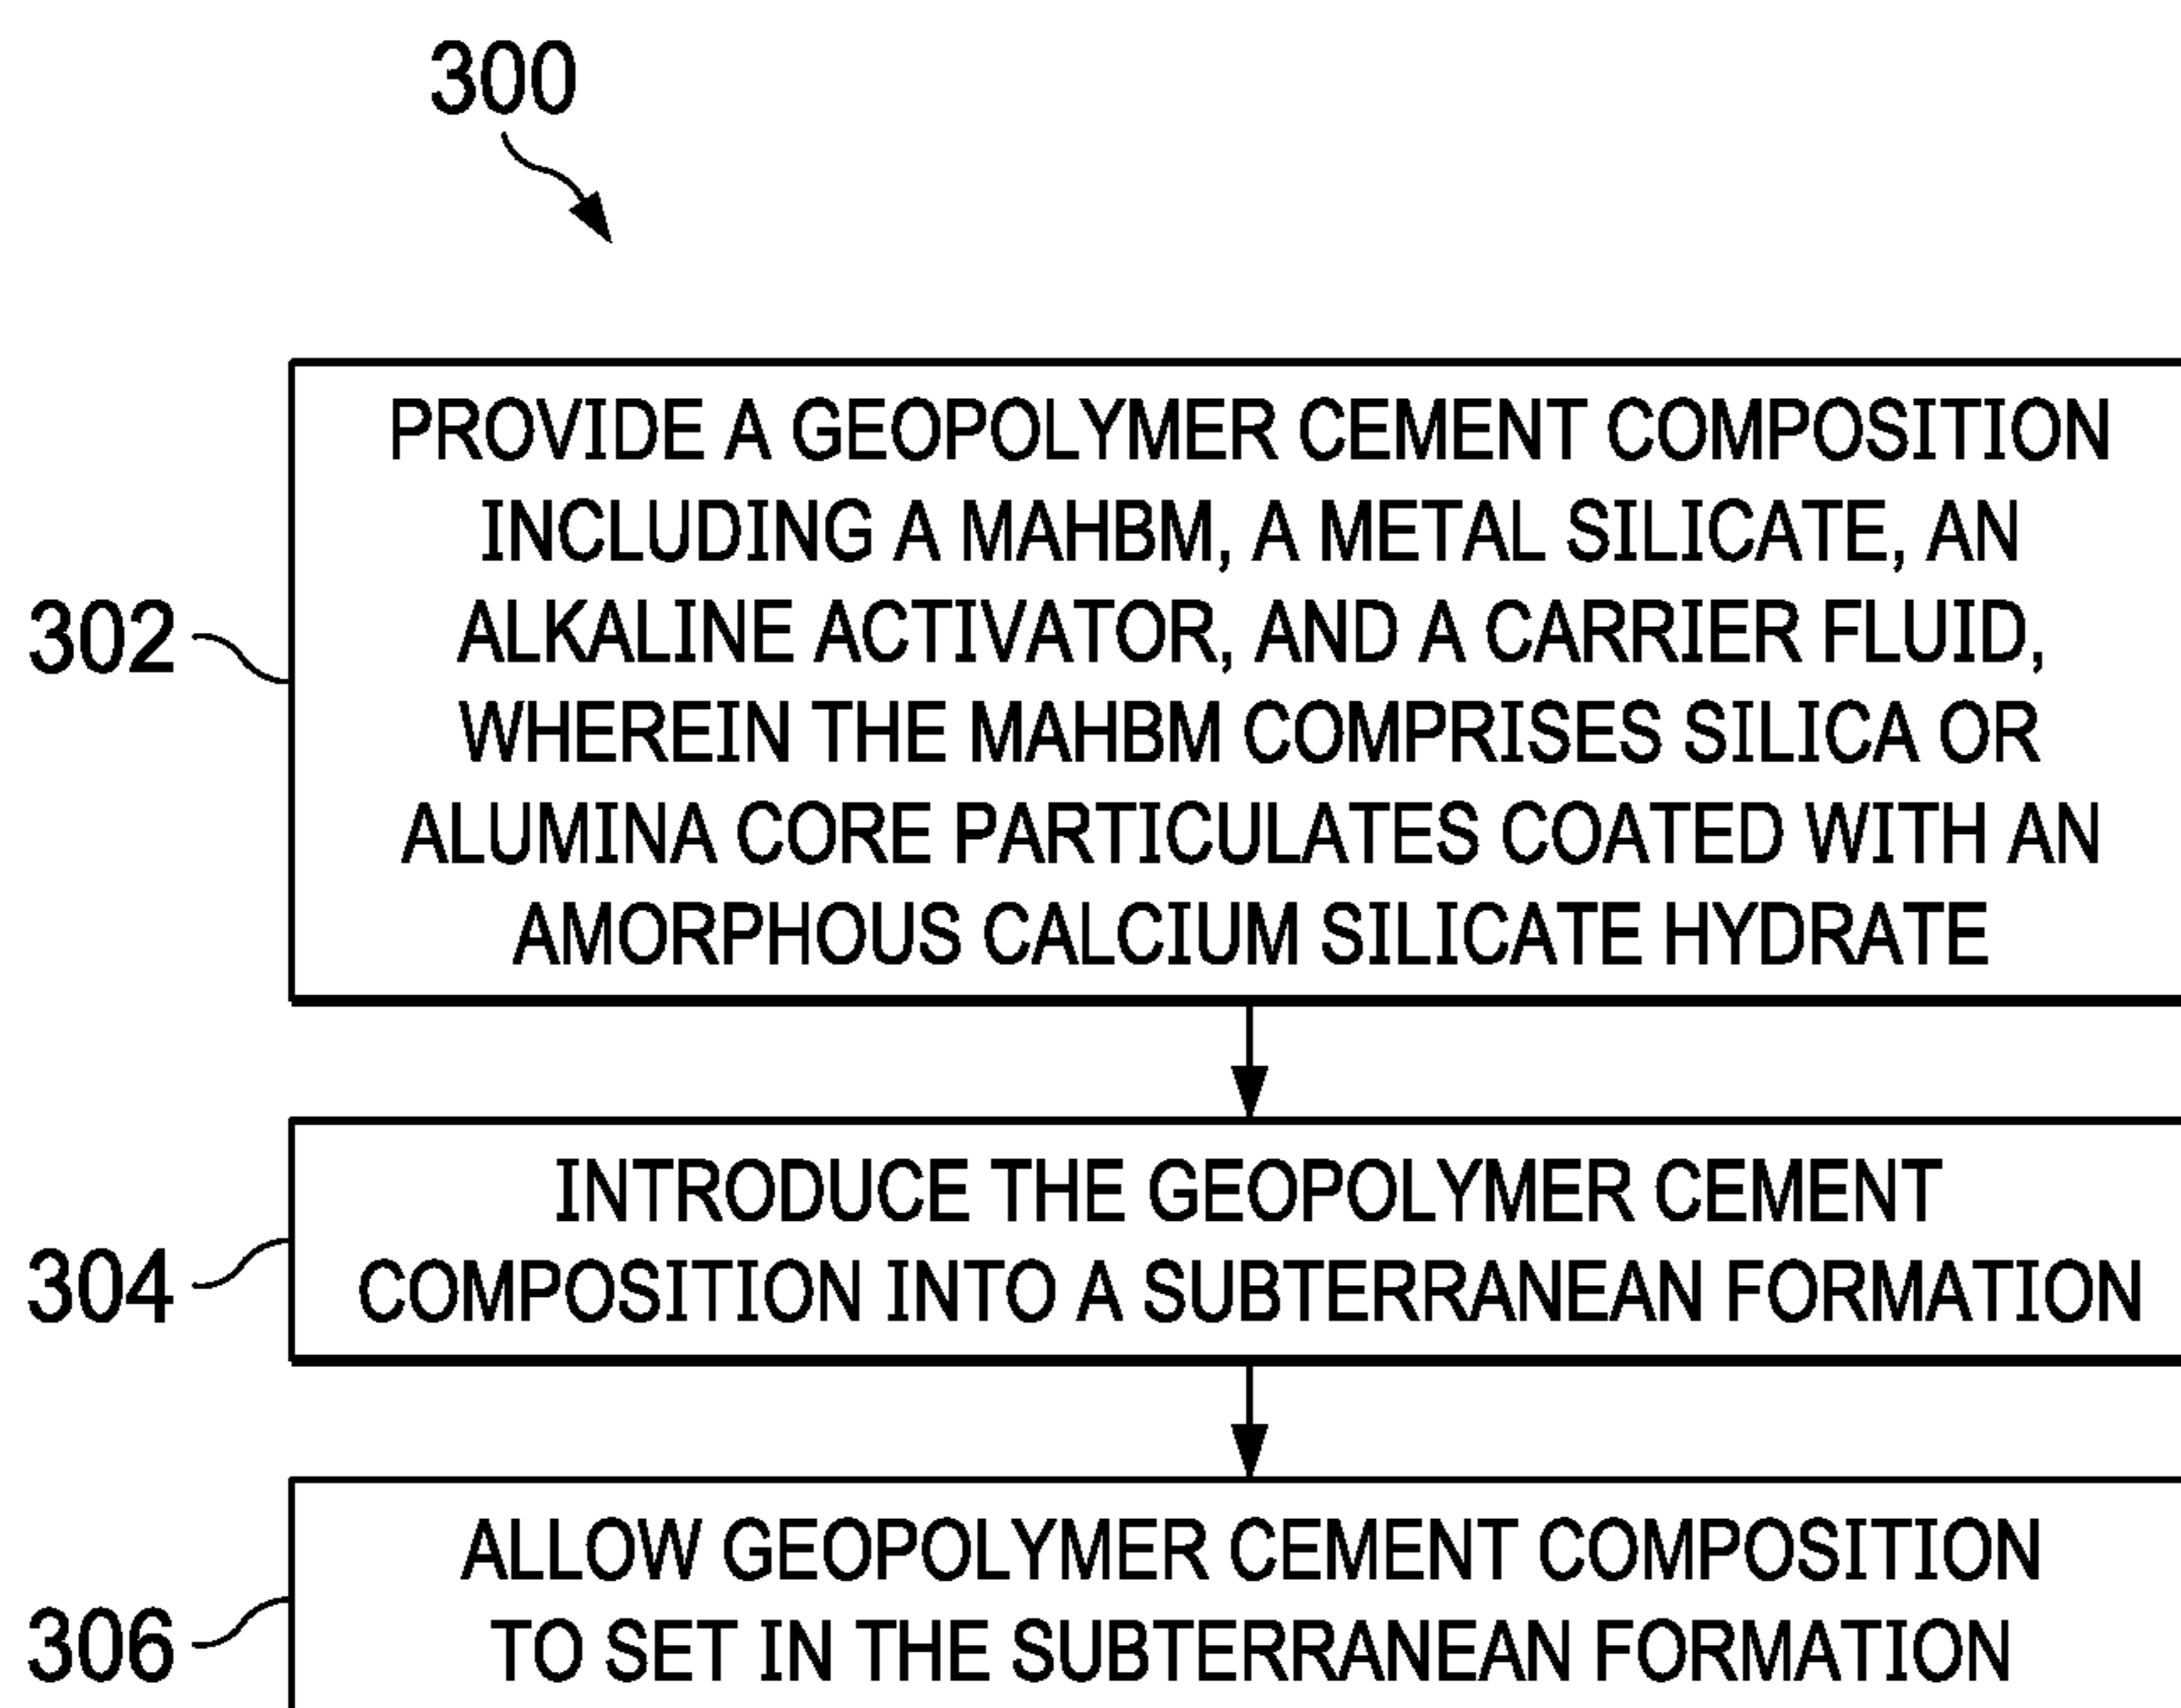 300
302
PROVIDE A GEOPOLYMER CEMENT COMPOSITION
INCLUDING A MAHBM, A METAL SILICATE, AN
ALKALINE ACTIVATOR, AND A CARRIER FLUID,
WHEREIN THE MAHBM COMPRISES SILICA OR
ALUMINA CORE PARTICULATES COATED WITH AN
AMORPHOUS CALCIUM SILICATE HYDRATE
304
INTRODUCE THE GEOPOLYMER CEMENT
COMPOSITION INTO A SUBTERRANEAN FORMATION
306
ALLOW GEOPOLYMER CEMENT COMPOSITION
TO SET IN THE SUBTERRANEAN FORMATION